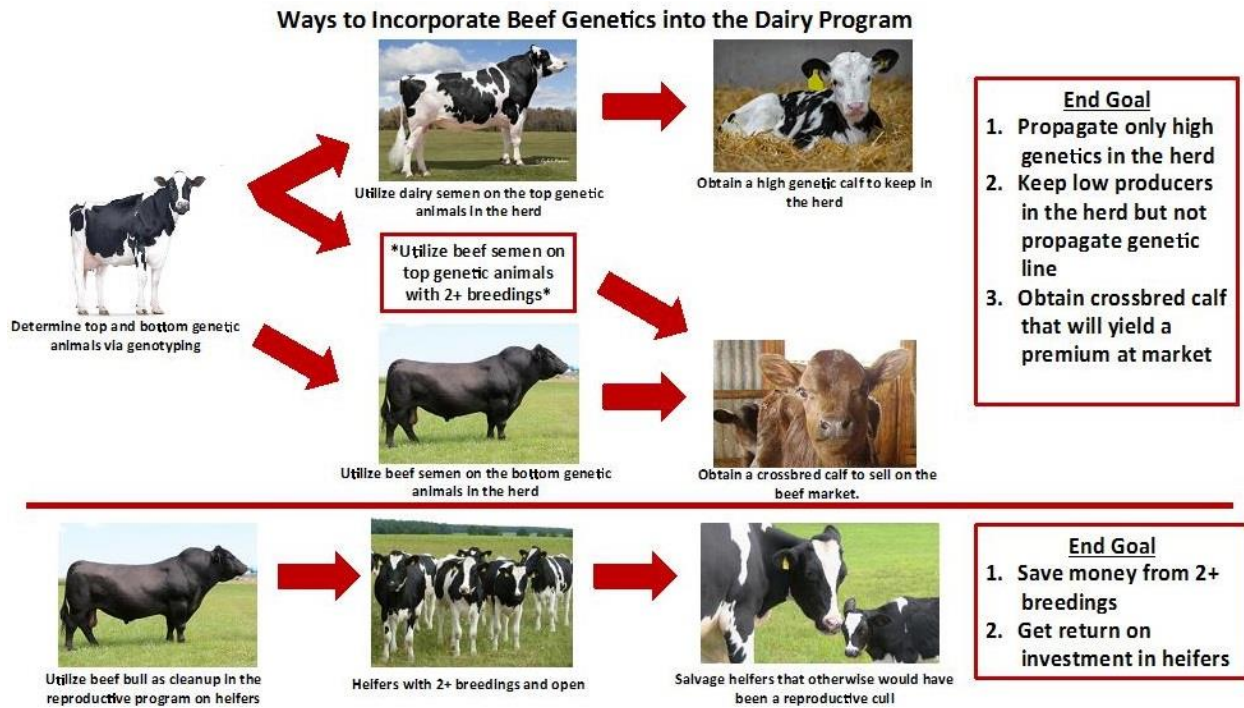 Ways to Incorporate Beef Genetics into the Dairy Program
Utilize dairy semen on the top genetic
animals in the herd
Obtain a high genetic calf to keep in
the herd
Determine top and bottom genetic
animals via genotyping
*Utilize beef semen on
top genetic animals
with 2+ breedings*
Utilize beef semen on the bottom genetic
animals in the herd
Obtain a crossbred calf to sell on the
beef market.
End Goal
1. Propagate only high
genetics in the herd
2. Keep low producers
in the herd but not
propagate genetic
line
3. Obtain crossbred calf
that will yield a
premium at market
Utilize beef bull as cleanup in the
reproductive program on heifers
Heifers with 2+ breedings and open
Salvage heifers that otherwise would have
been a reproductive cull
End Goal
1. Save money from 2+
breedings
2. Get return on
investment in heifers